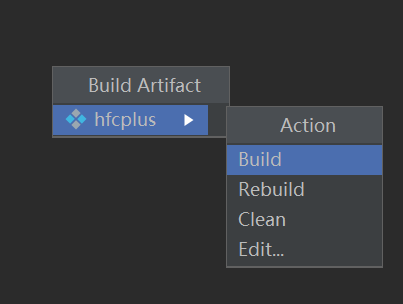 Build Artifact
hfcplus
Action
Build
Rebuild
Clean
Edit...